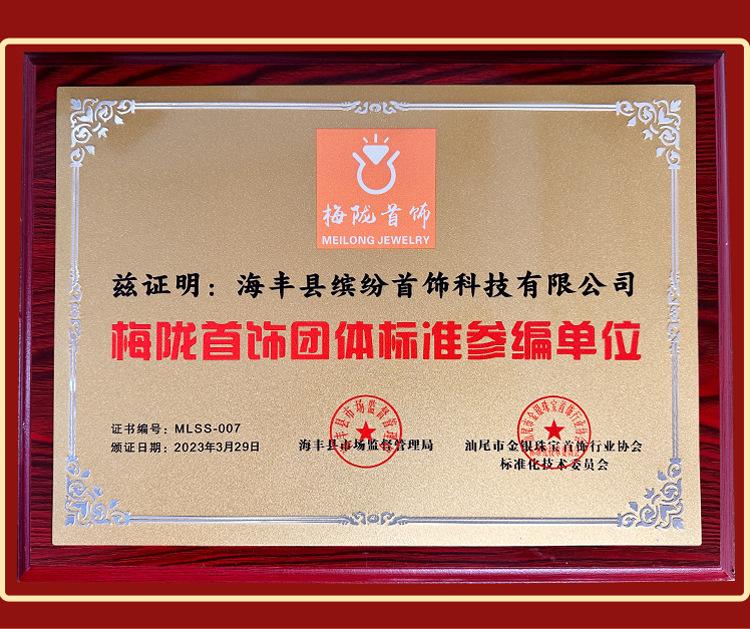 梅陇首饰
MEILONG JEWELRY
兹证明：海丰县缤纷首饰科技有限公司
梅陇首饰团体标准参编单位
证书编号：MLSS-007
颁证日期：2023年3月29日
海丰县市场监督管理局
汕尾市金银珠宝首饰行业协会
标准化技术委员会